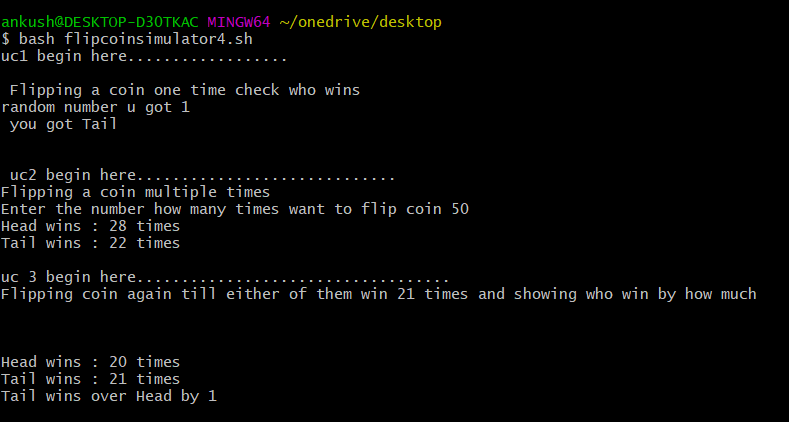 ankush@DESKTOP-D3OTKAC MINGW64 ~/onedrive/desktop
$ bash flipcoinsimulator4.sh
uc1 begin here..................
 Flipping a coin one time check who wins
random number u got 1
 you got Tail
 uc2 begin here.............................
Flipping a coin multiple times
Enter the number how many times want to flip coin 50
Head wins : 28 times
Tail wins : 22 times
uc 3 begin here...................................
Flipping coin again till either of them win 21 times and showing who win by how much
Head wins : 20 times
Tail wins : 21 times
Tail wins over Head by 1